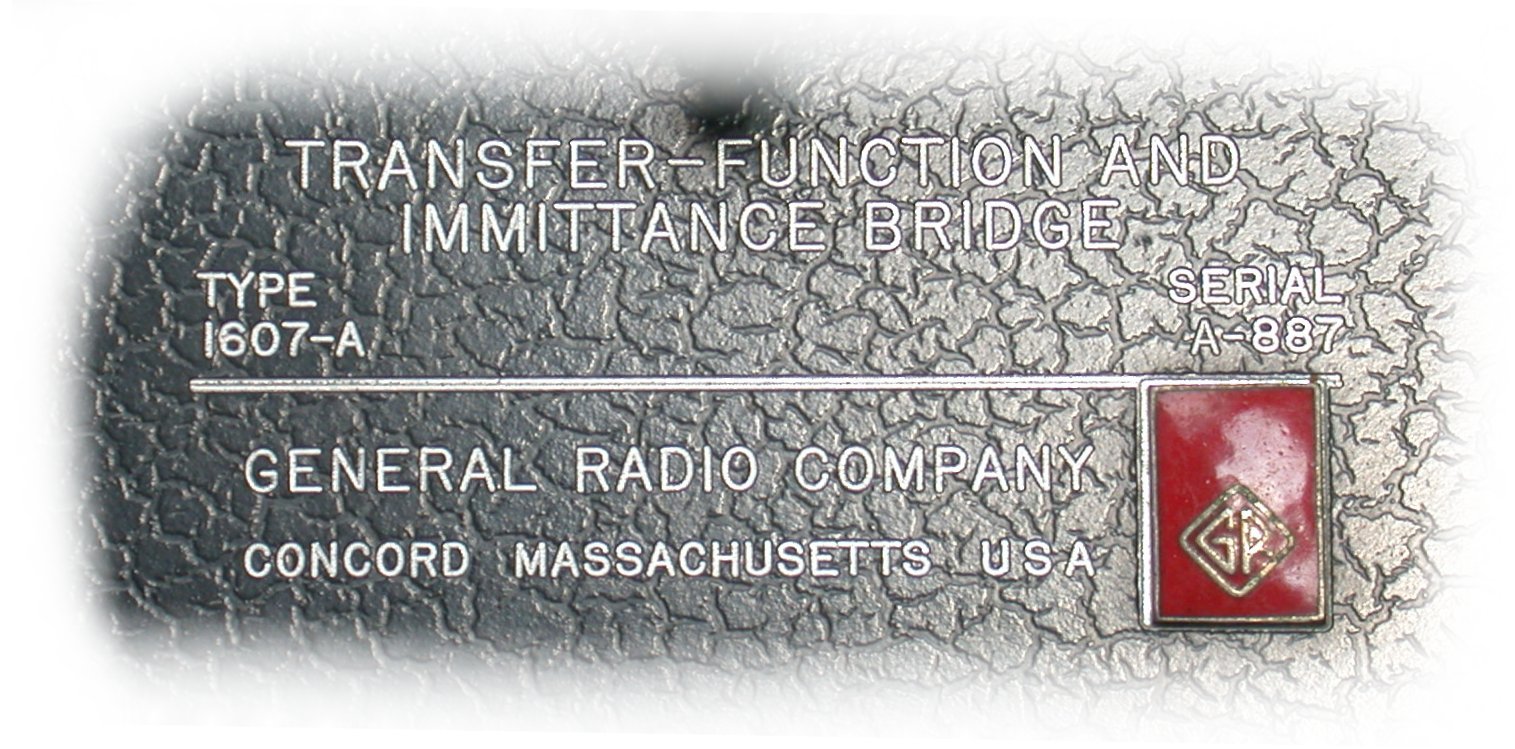 TRANSFER-FUNCTION AND
IMMITTANCE BRIDGE
TYPE
1607-A
SERIAL
A-887
GENERAL RADIO COMPANY
CONCORD MASSACHUSETTS USA
GR